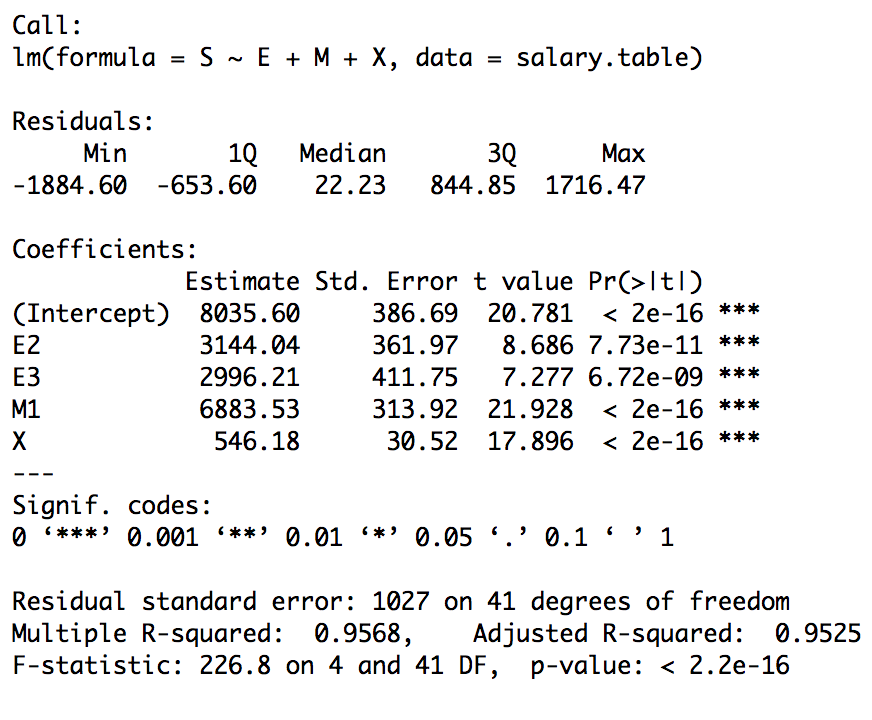 Call:
lm(formula = S ~ E + M + X, data = salary.table)
Residuals:
Min 1Q Median 3Q Max
-1884.60 -653.60 22.23 844.85 1716.47
Coefficients:
Estimate Std. Error t value Pr(>|t|)
(Intercept) 8035.60 386.69 20.781 < 2e-16 ***
E2 3144.04 361.97 8.686 7.73e-11 ***
E3 2996.21 411.75 7.277 6.72e-09 ***
M1 6883.53 313.92 21.928 < 2e-16 ***
X 546.18 30.52 17.896 < 2e-16 ***
---
Signif. codes:
0 ‘***’ 0.001 ‘**’ 0.01 ‘*’ 0.05 ‘.’ 0.1 ‘ ’ 1
Residual standard error: 1027 on 41 degrees of freedom
Multiple R-squared: 0.9568, Adjusted R-squared: 0.9525
F-statistic: 226.8 on 4 and 41 DF, p-value: < 2.2e-16